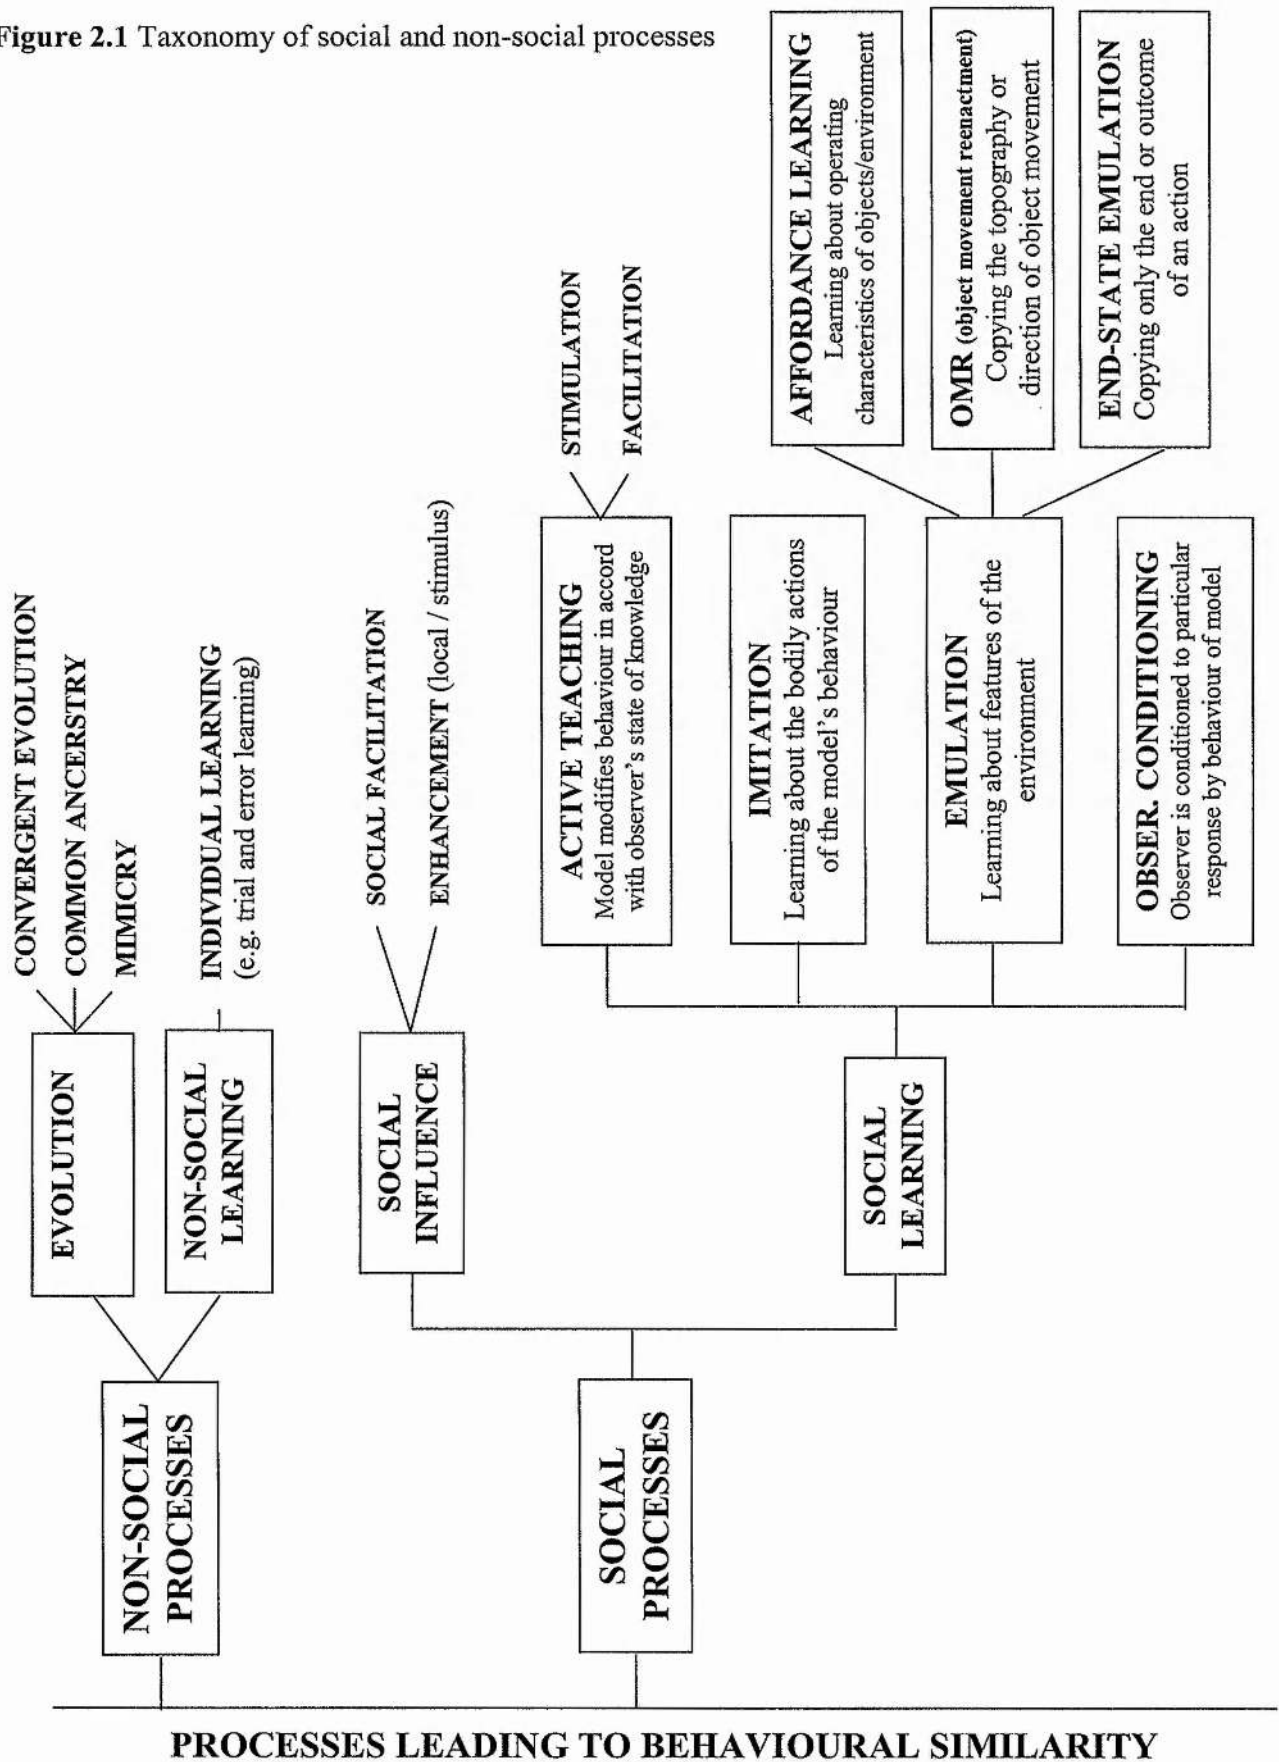 Figure 2.1 Taxonomy of social and non-social processes
PROCESSES LEADING TO BEHAVIOURAL SIMILARITY
NON-SOCIAL
PROCESSES
EVOLUTION
CONVERGENT EVOLUTION
COMMON ANCERSTRY
MIMICRY
NON-SOCIAL
LEARNING
INDIVIDUAL LEARNING
(e.g. trial and error learning)
SOCIAL
PROCESSES
SOCIAL
INFLUENCE
SOCIAL FACILITATION
ENHANCEMENT (local / stimulus)
SOCIAL
LEARNING
ACTIVE TEACHING
Model modifies behaviour in accord
with observer's state of knowledge
STIMULATION
FACILITATION
IMITATION
Learning about the bodily actions
of the model's behaviour
EMULATION
Learning about features of the
environment
AFFORDANCE LEARNING
Learning about operating
characteristics of objects/environment
OMR (object movement reenactment)
Copying the topography or
direction of object movement
END-STATE EMULATION
Copying only the end or outcome
of an action
OBSER. CONDITIONING
Observer is conditioned to particular
response by behaviour of model